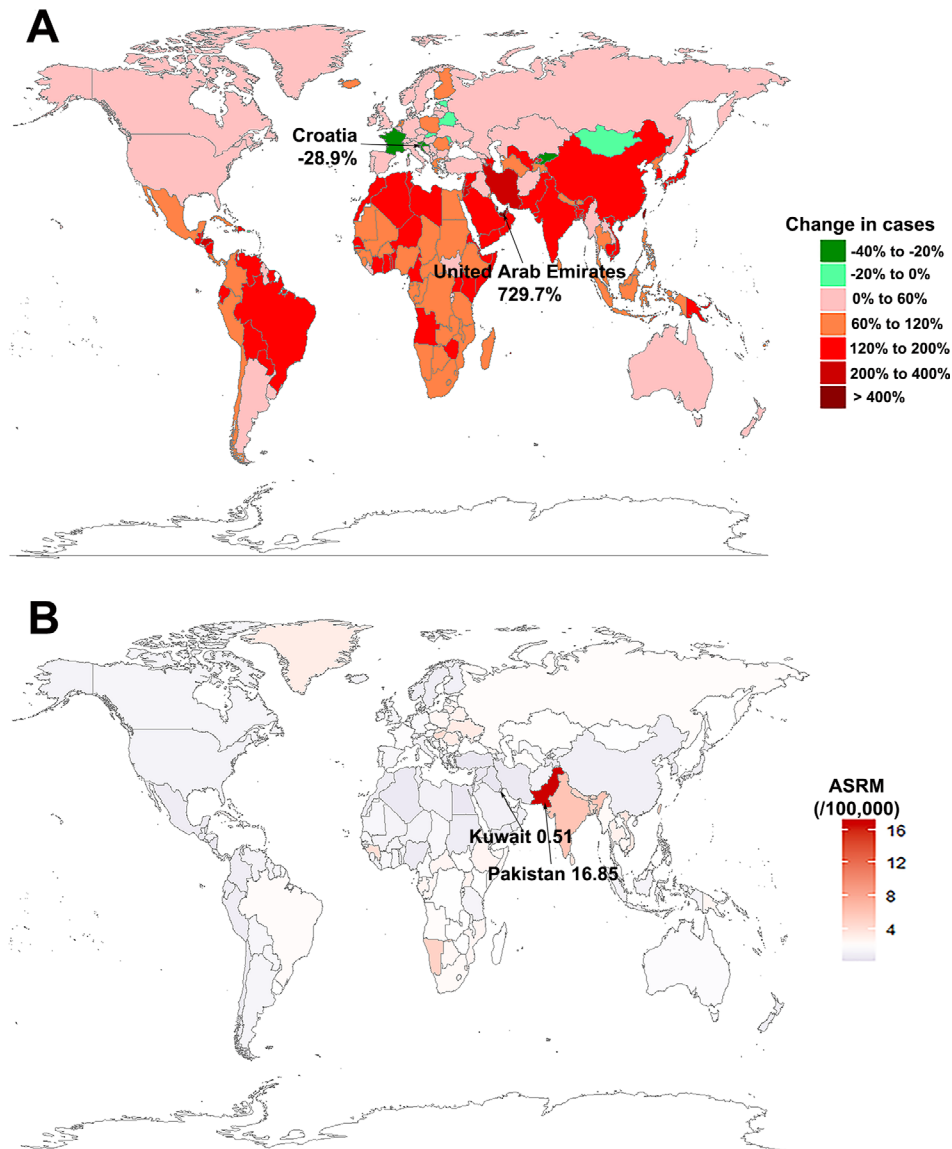 A
Croatia
-28.9%
United Arab Emirates
729.7%
Change in cases
-40% to -20%
-20% to 0%
0% to 60%
60% to 120%
120% to 200%
200% to 400%
> 400%
B
Kuwait 0.51
Pakistan 16.85
ASRM
(/100,000)
16
12
8
4